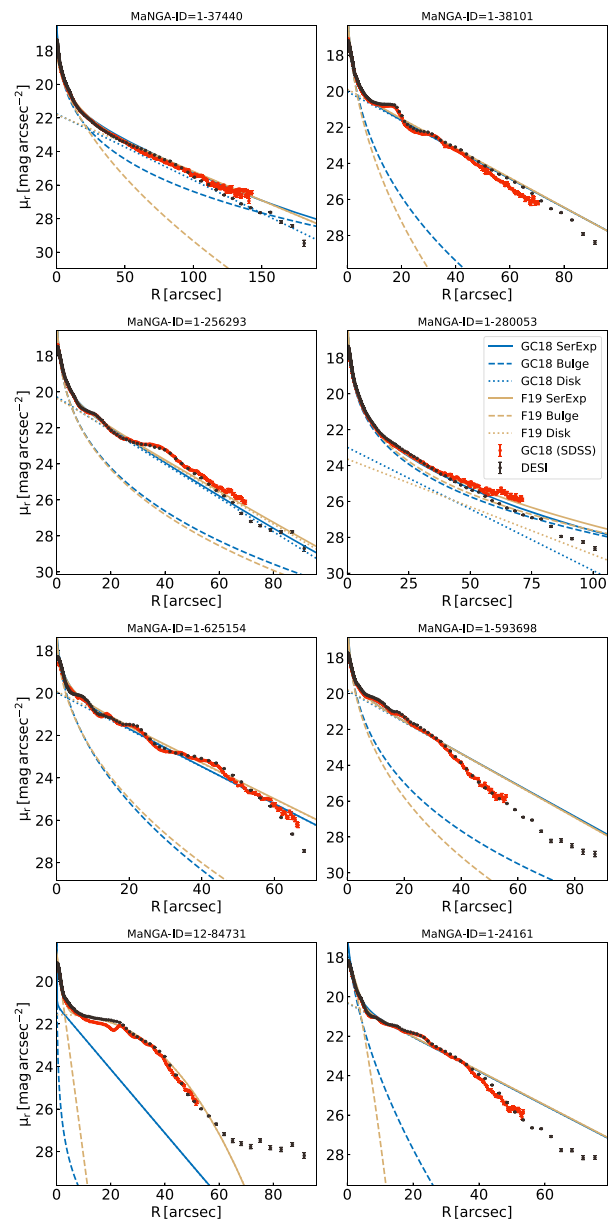 MaNGA-ID=1-37440
18
20
22
24
26
28
30
μr [mag arcsec−2]
0 50 100 150
R [arcsec]
MaNGA-ID=1-38101
18
20
22
24
26
28
30
0 20 40 60 80
R [arcsec]
MaNGA-ID=1-256293
18
20
22
24
26
28
30
μr [mag arcsec−2]
0 20 40 60 80
R [arcsec]
MaNGA-ID=1-280053
18
20
22
24
26
28
30
0 25 50 75 100
R [arcsec]
GC18 SerExp
GC18 Bulge
GC18 Disk
F19 SerExp
F19 Bulge
F19 Disk
GC18 (SDSS)
DESI
MaNGA-ID=1-625154
18
20
22
24
26
28
μr [mag arcsec−2]
0 20 40 60
R [arcsec]
MaNGA-ID=1-593698
18
20
22
24
26
28
30
0 20 40 60 80
R [arcsec]
MaNGA-ID=12-84731
20
22
24
26
28
μr [mag arcsec−2]
0 20 40 60 80
R [arcsec]
MaNGA-ID=1-24161
18
20
22
24
26
28
0 20 40 60
R [arcsec]